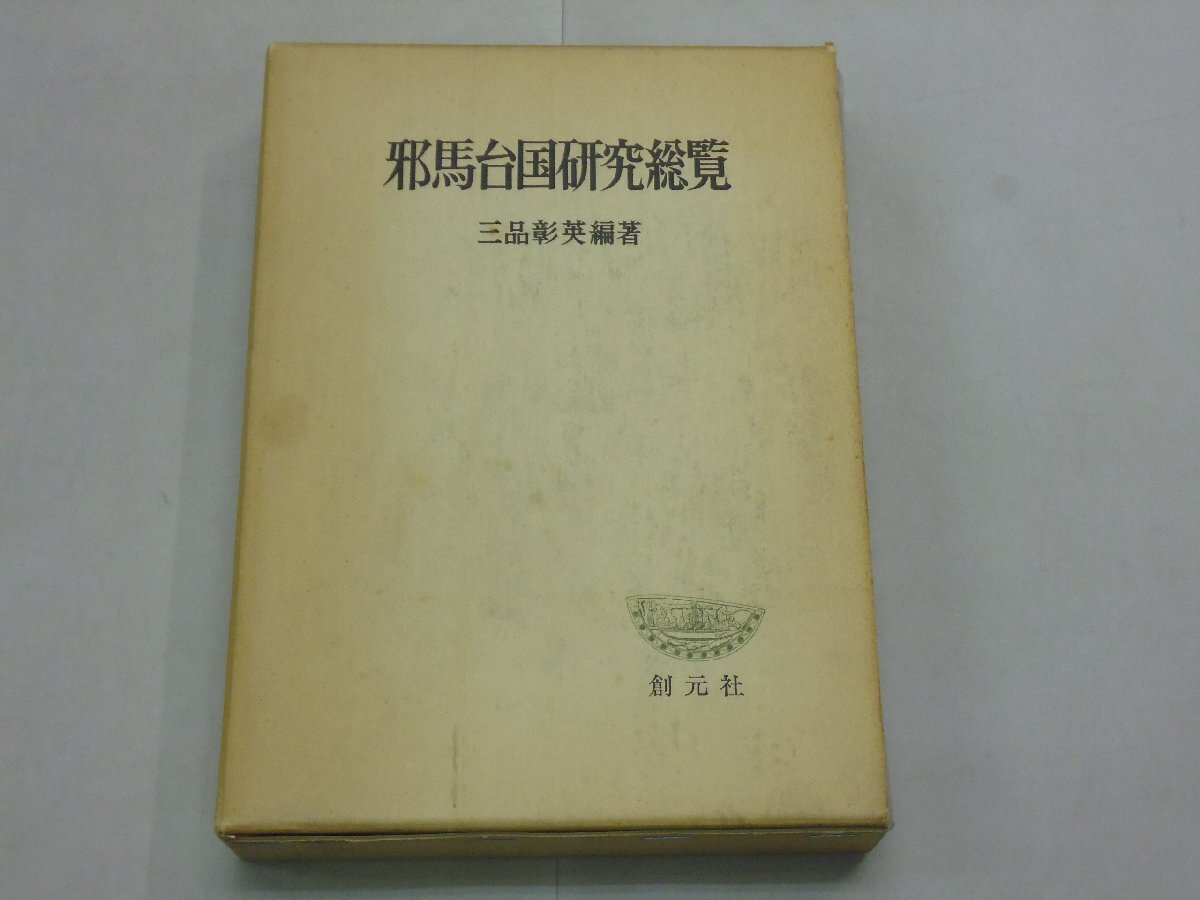 邪馬台国研究総覧
三品彰英編著
創元社